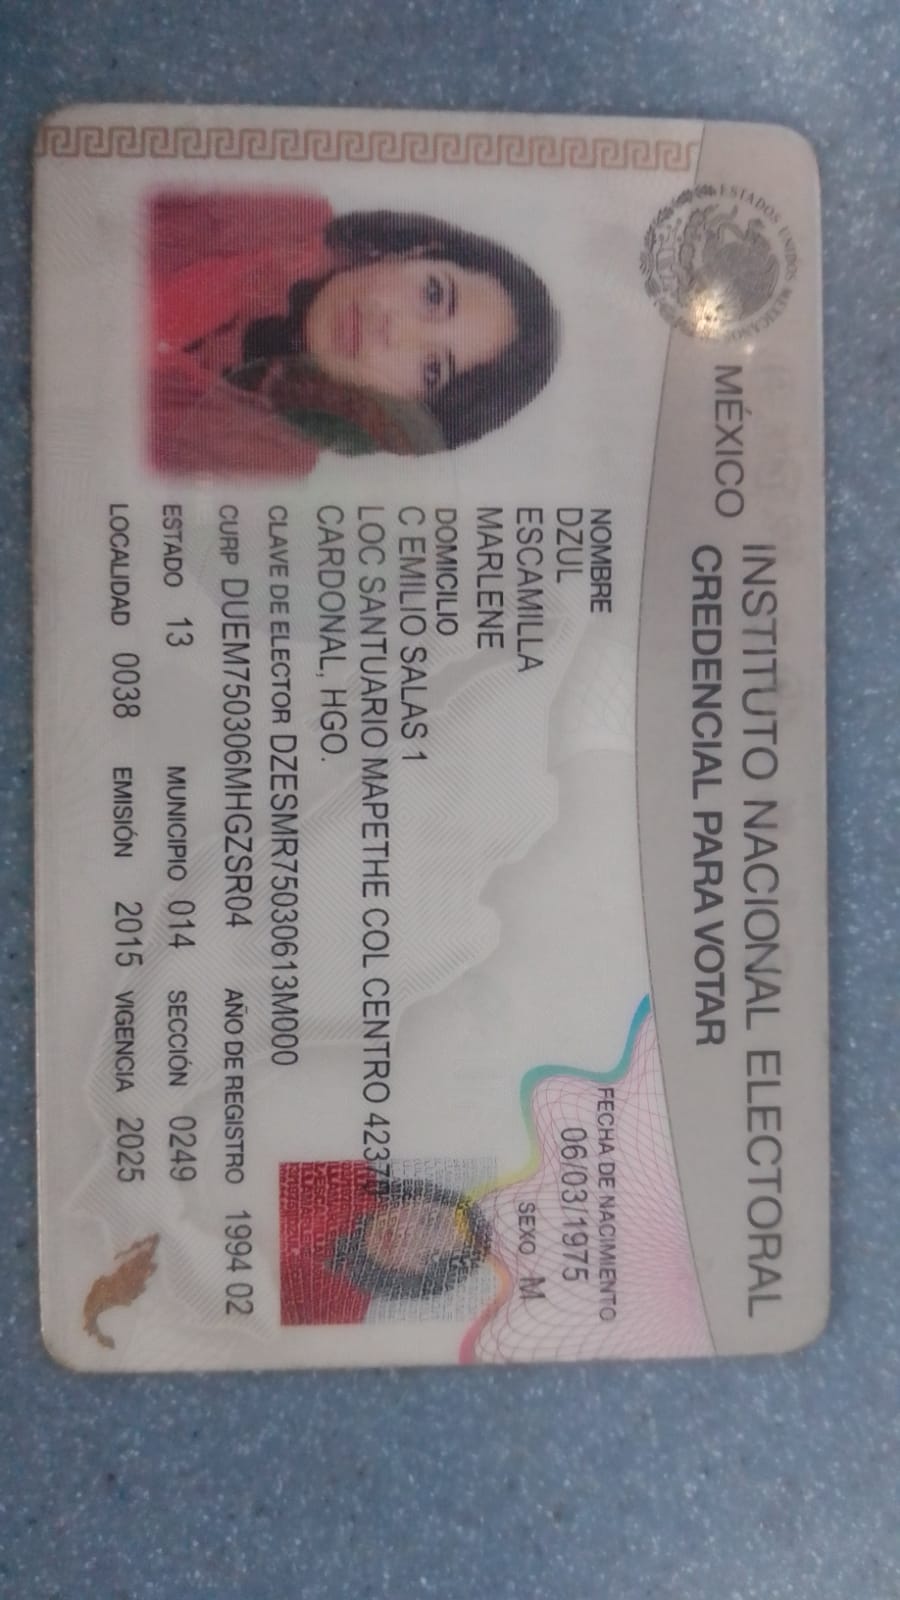 ESTADOS UNIDOS MEXICANOS
INSTITUTO NACIONAL ELECTORAL
MÉXICO CREDENCIAL PARA VOTAR
NOMBRE
DZUL
ESCAMILLA
MARLENE
FECHA DE NACIMIENTO
06/03/1975
SEXO M
DOMICILIO
C EMILIO SALAS 1
LOC SANTUARIO MAPETHE COL CENTRO 42370
CARDONAL, HGO.
CLAVE DE ELECTOR DZESMR75030613M000
CURP DUEM750306MHGZSR04 AÑO DE REGISTRO 1994 02
ESTADO 13 MUNICIPIO 014 SECCIÓN 0249
LOCALIDAD 0038 EMISIÓN 2015 VIGENCIA 2025